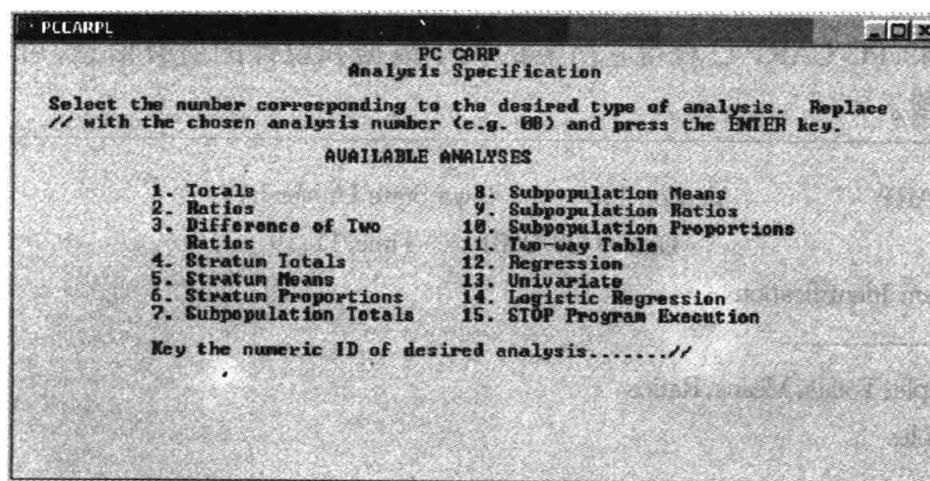 PCCARPL
PC CARP
Analysis Specification
Select the number corresponding to the desired type of analysis. Replace
// with the chosen analysis number (e.g. 08) and press the ENTER key.
AVAILABLE ANALYSES
1. Totals
2. Ratios
3. Difference of Two
Ratios
4. Stratum Totals
5. Stratum Means
6. Stratum Proportions
7. Subpopulation Totals
8. Subpopulation Means
9. Subpopulation Ratios
10. Subpopulation Proportions
11. Two-way Table
12. Regression
13. Univariate
14. Logistic Regression
15. STOP Program Execution
Key the numeric ID of desired analysis.......//